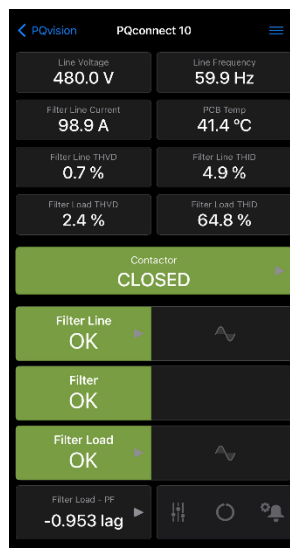 PQvision PQconnect 10
Line Voltage Line Frequency
480.0 V 59.9 Hz
Filter Line Current PCB Temp
98.9 A 41.4 °C
Filter Line THVD Filter Line THID
0.7 % 4.9 %
Filter Load THVD Filter Load THID
2.4 % 64.8 %
Contactor
CLOSED
Filter Line
OK
Filter
OK
Filter Load
OK
Filter Load - PF
-0.953 lag